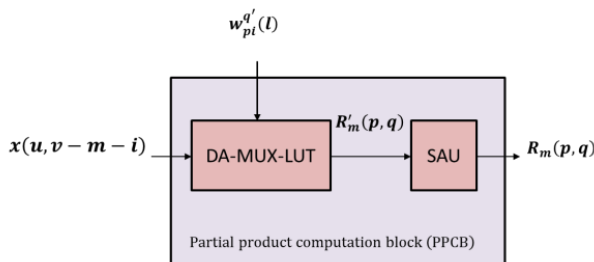 w_{pi}^{q'}(l)
R'_m(p, q)
x(u, v − m − i)
DA-MUX-LUT
SAU
R_m(p, q)
Partial product computation block (PPCB)